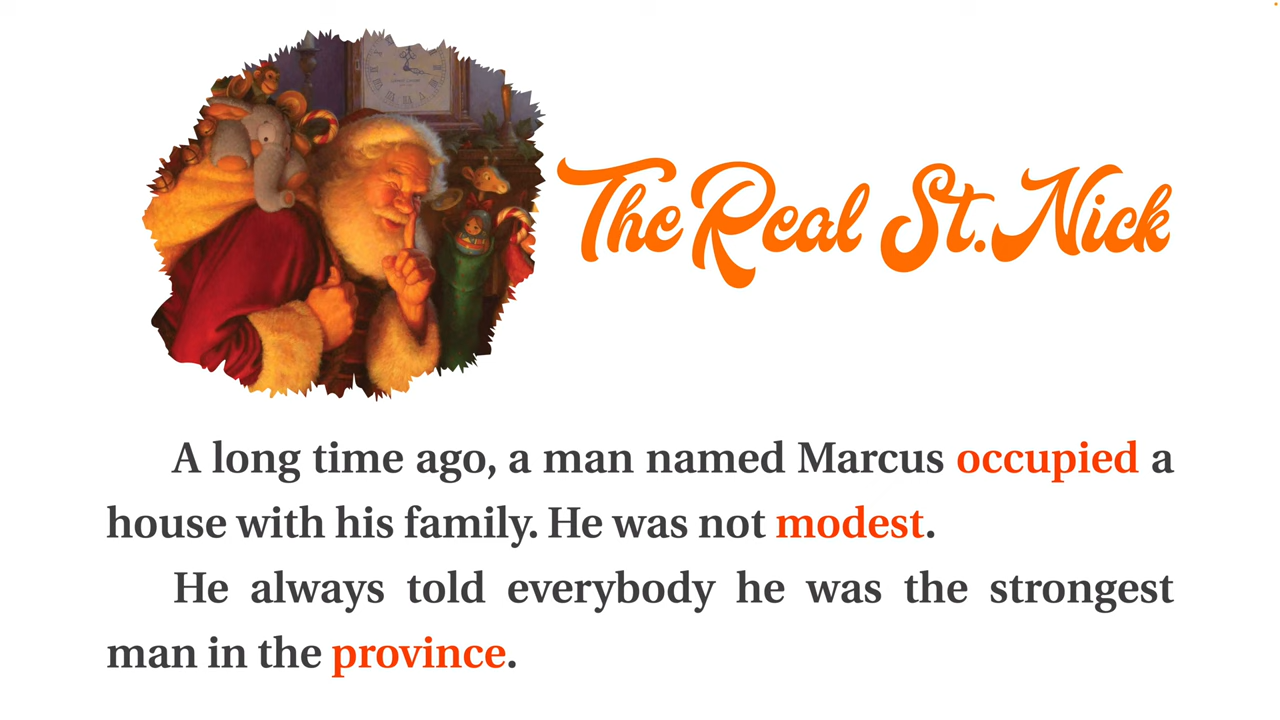 The Real St. Nick
A long time ago, a man named Marcus occupied a
house with his family. He was not modest.
He always told everybody he was the strongest
man in the province.